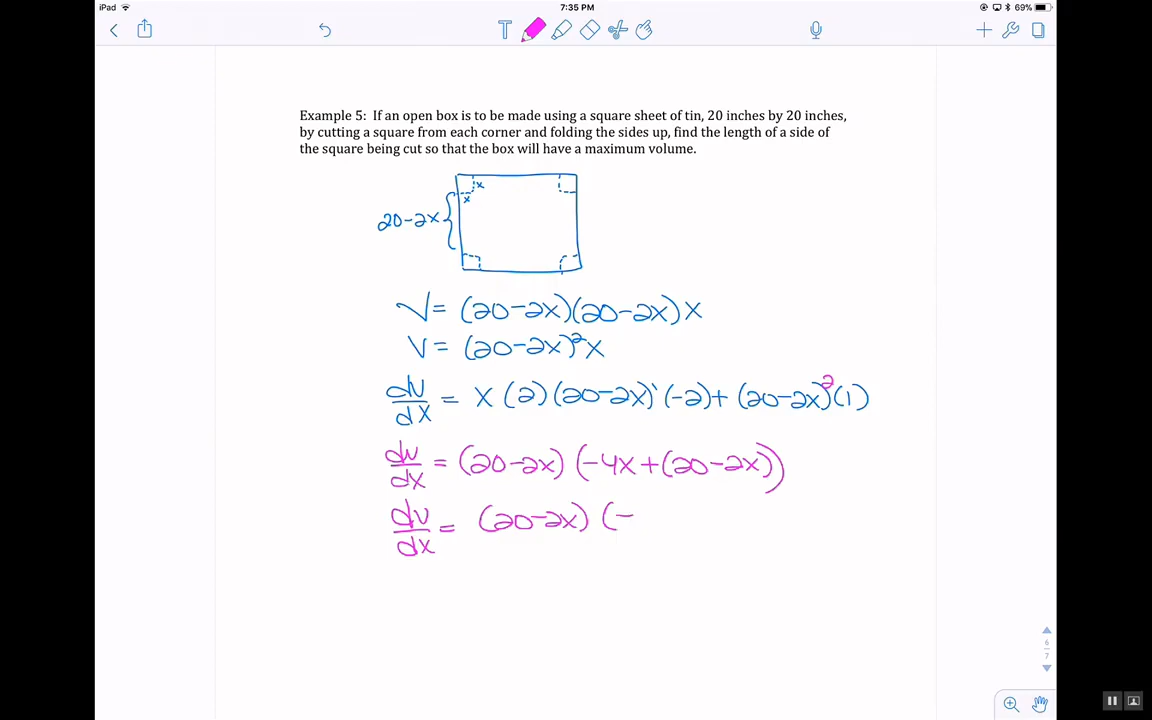 iPad 7:35 PM 69%
T
Example 5: If an open box is to be made using a square sheet of tin, 20 inches by 20 inches,
by cutting a square from each corner and folding the sides up, find the length of a side of
the square being cut so that the box will have a maximum volume.
x
x
20-2x
V= (20-2x)(20-2x)x
V = (20-2x)²x
dv/dx = x (2)(20-2x)¹(-2)+ (20-2x)²(1)
dv/dx = (20-2x) (-4x+(20-2x))
dv/dx = (20-2x) (-
6
7